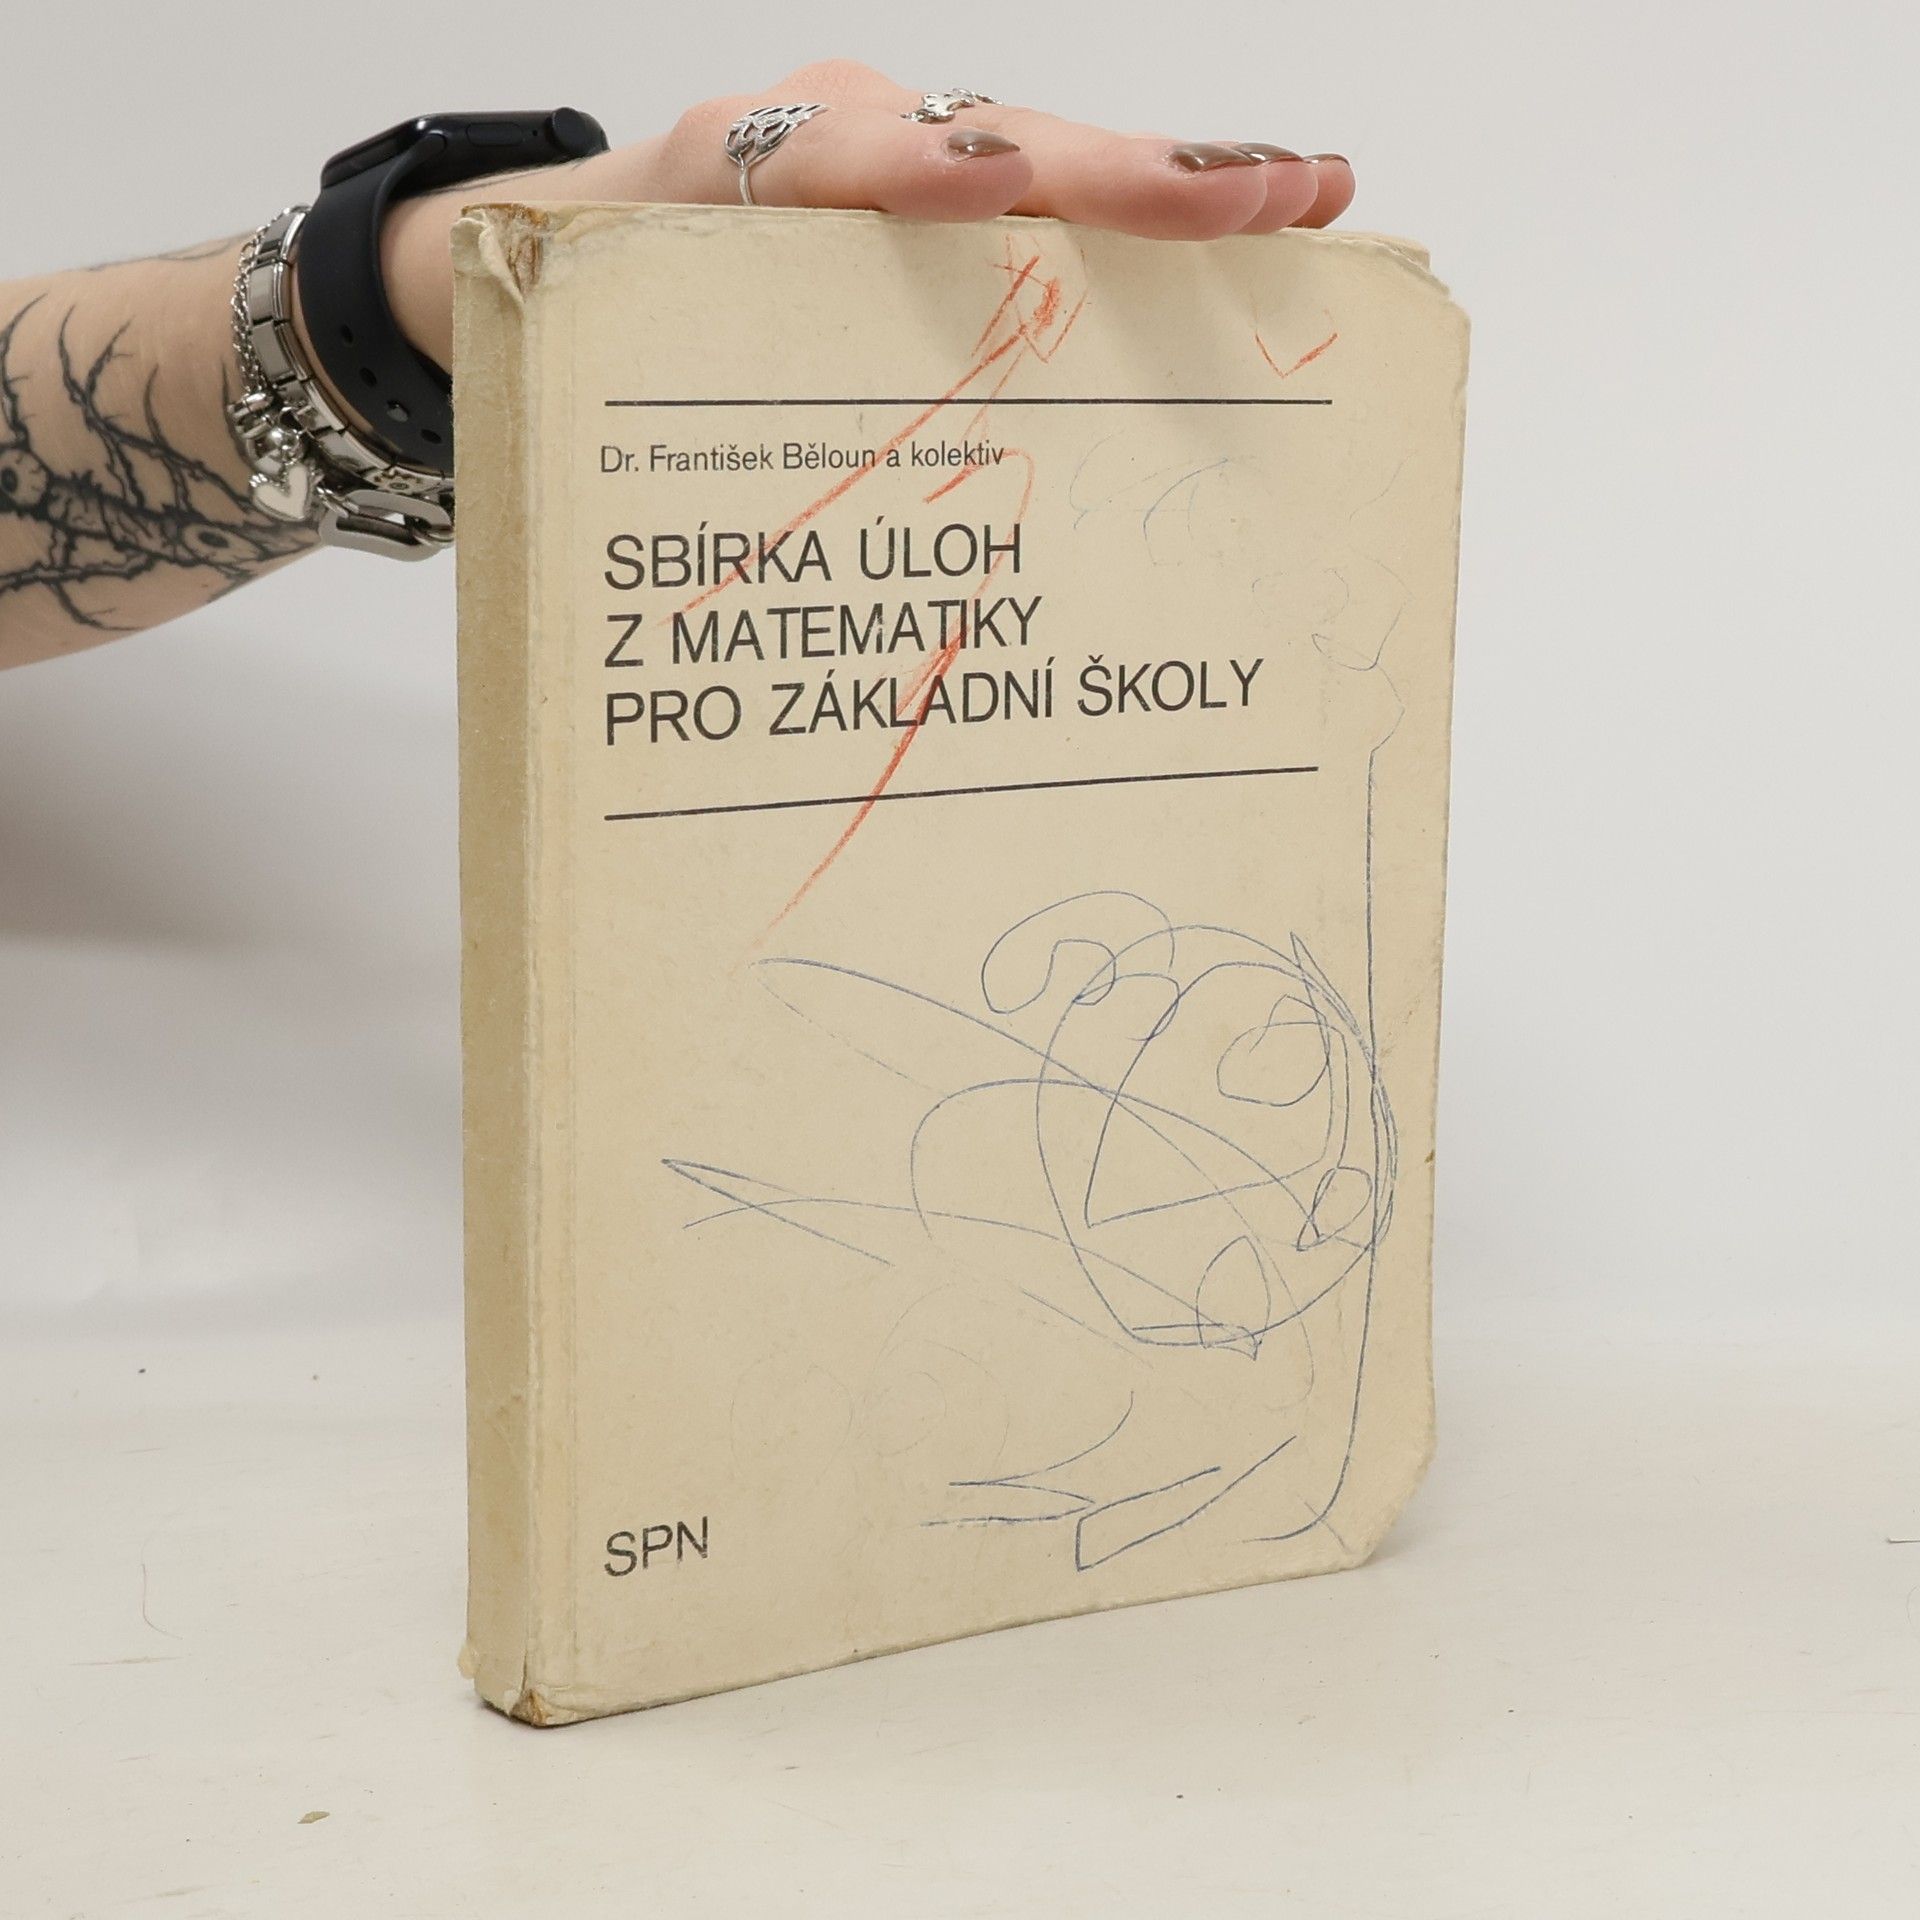 Dr. František Běloun a kolektiv
SBÍRKA ÚLOH
Z MATEMATIKY
PRO ZÁKLADNÍ ŠKOLY
SPN